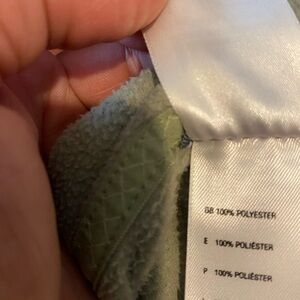 GB 100% POLYESTER
E 100% POLIÉSTER
P 100% POLIÉSTER